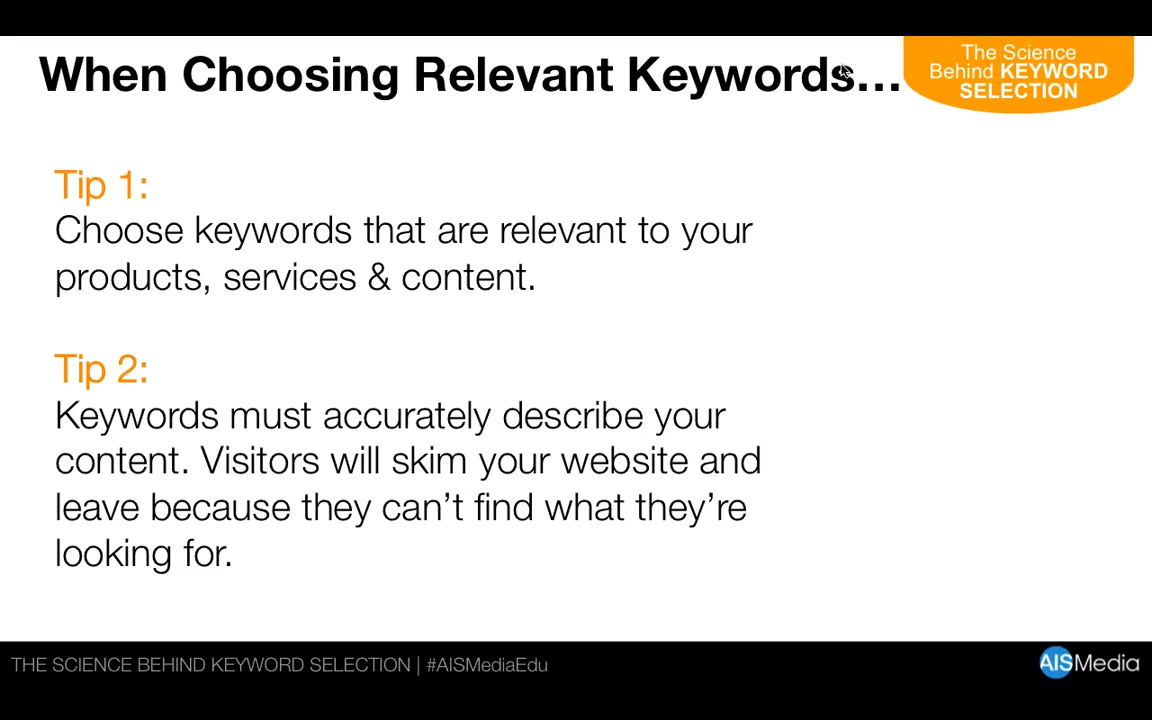 When Choosing Relevant Keywords...
The Science
Behind KEYWORD
SELECTION
Tip 1:
Choose keywords that are relevant to your
products, services & content.
Tip 2:
Keywords must accurately describe your
content. Visitors will skim your website and
leave because they can’t find what they’re
looking for.
THE SCIENCE BEHIND KEYWORD SELECTION | #AISMediaEdu
AISMedia